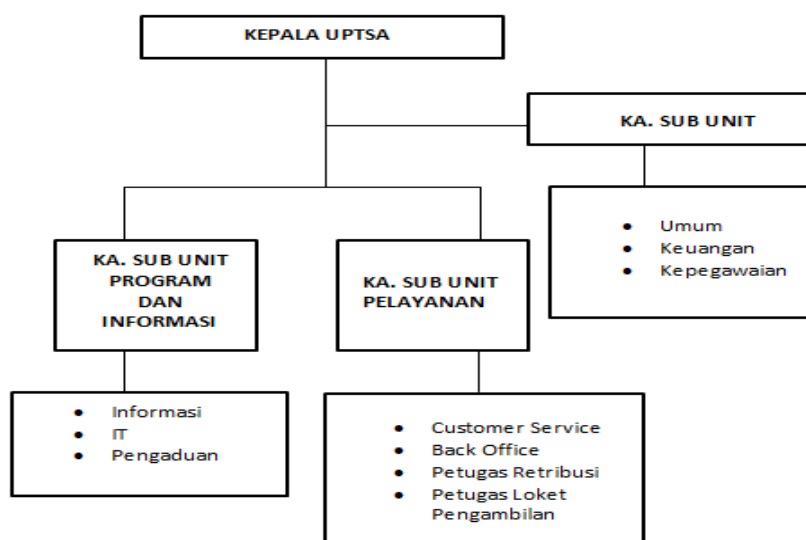 KEPALA UPTSA
KA. SUB UNIT
• Umum
• Keuangan
• Kepegawaian
KA. SUB UNIT
PROGRAM
DAN
INFORMASI
KA. SUB UNIT
PELAYANAN
• Informasi
• IT
• Pengaduan
• Customer Service
• Back Office
• Petugas Retribusi
• Petugas Loket
Pengambilan